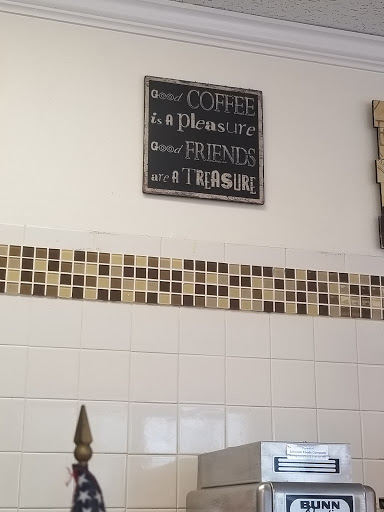 Good COFFEE
is A pleasure
Good FRIENDS
are A TREASURE
BUNN